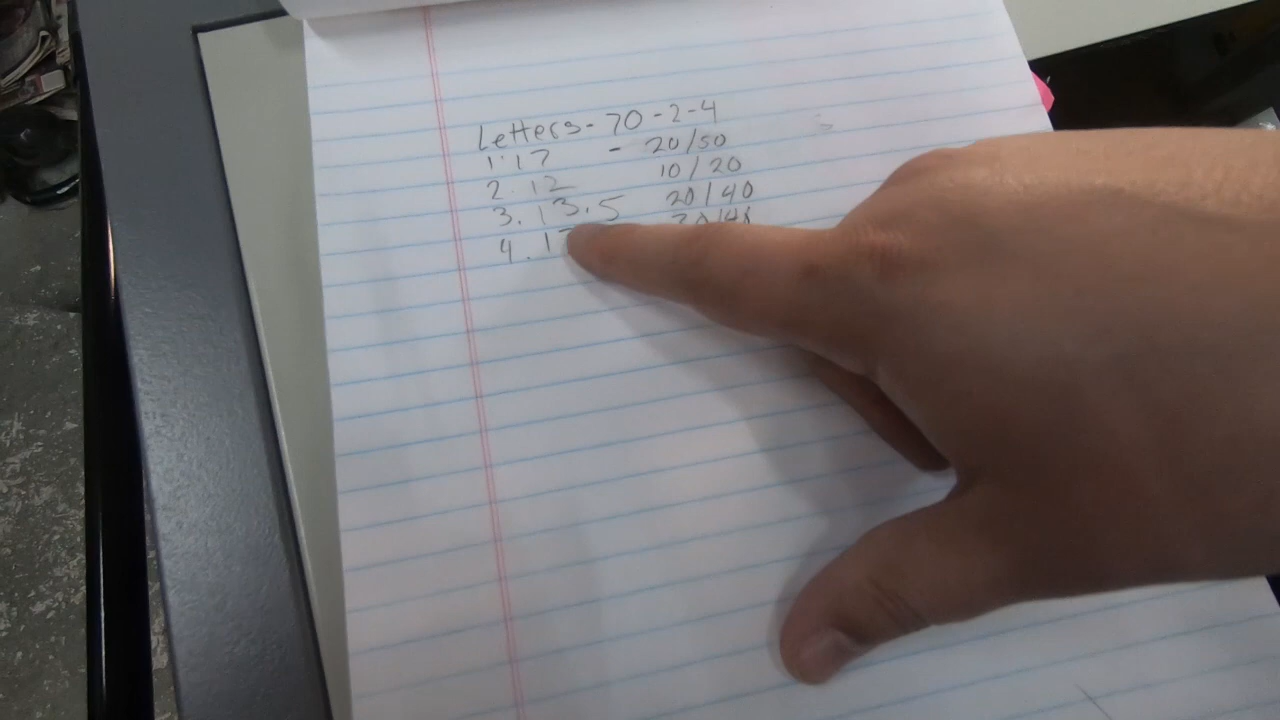 Letters- 70-2-4
1.17 - 20/50
2. 12 10/20
3. 13.5 20/40
4.